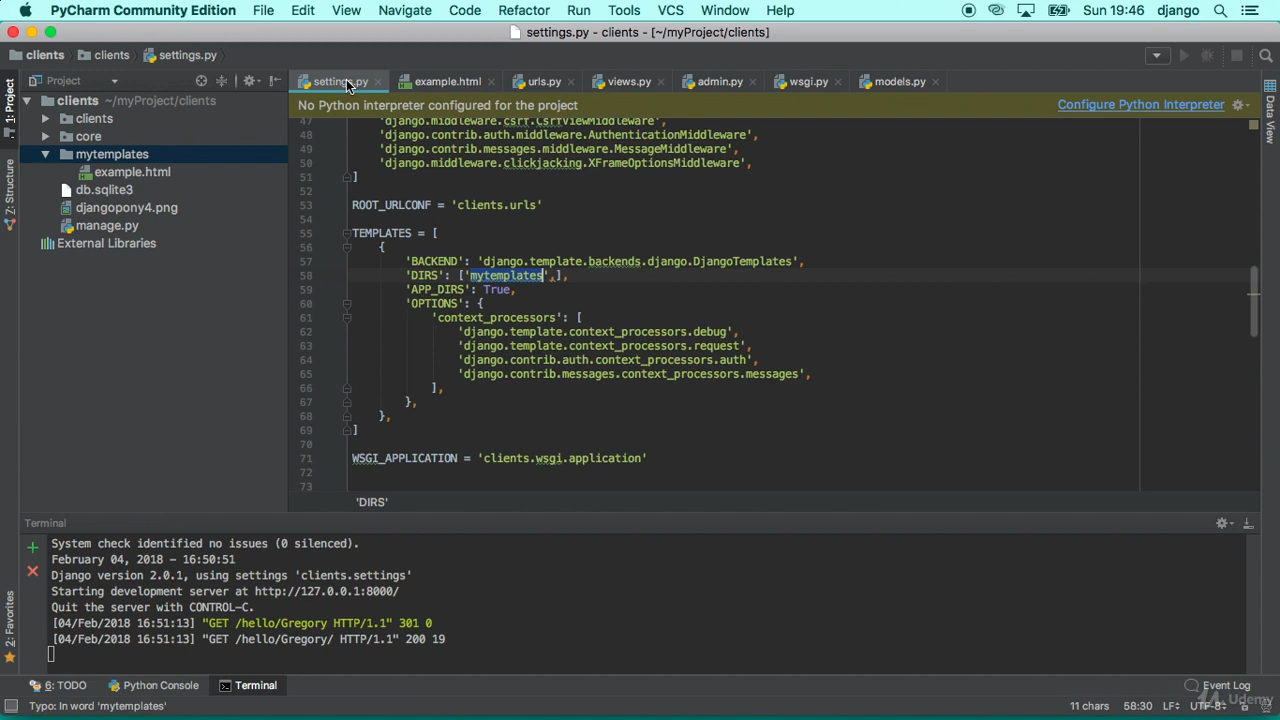 PyCharm Community Edition File Edit View Navigate Code Refactor Run Tools VCS Window Help Sun 19:46 django
settings.py - clients - [~/myProject/clients]
clients clients settings.py
Project settings.py example.html urls.py views.py admin.py wsgi.py models.py
1: Project
Z: Structure
2: Favorites
Data View
clients ~/myProject/clients
clients
core
mytemplates
example.html
db.sqlite3
djangopony4.png
manage.py
External Libraries
No Python interpreter configured for the project Configure Python Interpreter
47 'django.middleware.csrf.CsrfViewMiddleware',
48 'django.contrib.auth.middleware.AuthenticationMiddleware',
49 'django.contrib.messages.middleware.MessageMiddleware',
50 'django.middleware.clickjacking.XFrameOptionsMiddleware',
51 ]
52
53 ROOT_URLCONF = 'clients.urls'
54
55 TEMPLATES = [
56 {
57 'BACKEND': 'django.template.backends.django.DjangoTemplates',
58 'DIRS': ['mytemplates',],
59 'APP_DIRS': True,
60 'OPTIONS': {
61 'context_processors': [
62 'django.template.context_processors.debug',
63 'django.template.context_processors.request',
64 'django.contrib.auth.context_processors.auth',
65 'django.contrib.messages.context_processors.messages',
66 ],
67 },
68 },
69 ]
70
71 WSGI_APPLICATION = 'clients.wsgi.application'
72
73
'DIRS'
Terminal
System check identified no issues (0 silenced).
February 04, 2018 - 16:50:51
Django version 2.0.1, using settings 'clients.settings'
Starting development server at http://127.0.0.1:8000/
Quit the server with CONTROL-C.
[04/Feb/2018 16:51:13] "GET /hello/Gregory HTTP/1.1" 301 0
[04/Feb/2018 16:51:13] "GET /hello/Gregory/ HTTP/1.1" 200 19
6: TODO Python Console Terminal Event Log
Typo: In word 'mytemplates' 11 chars 58:30 LF÷ UTF-8÷
Udemy